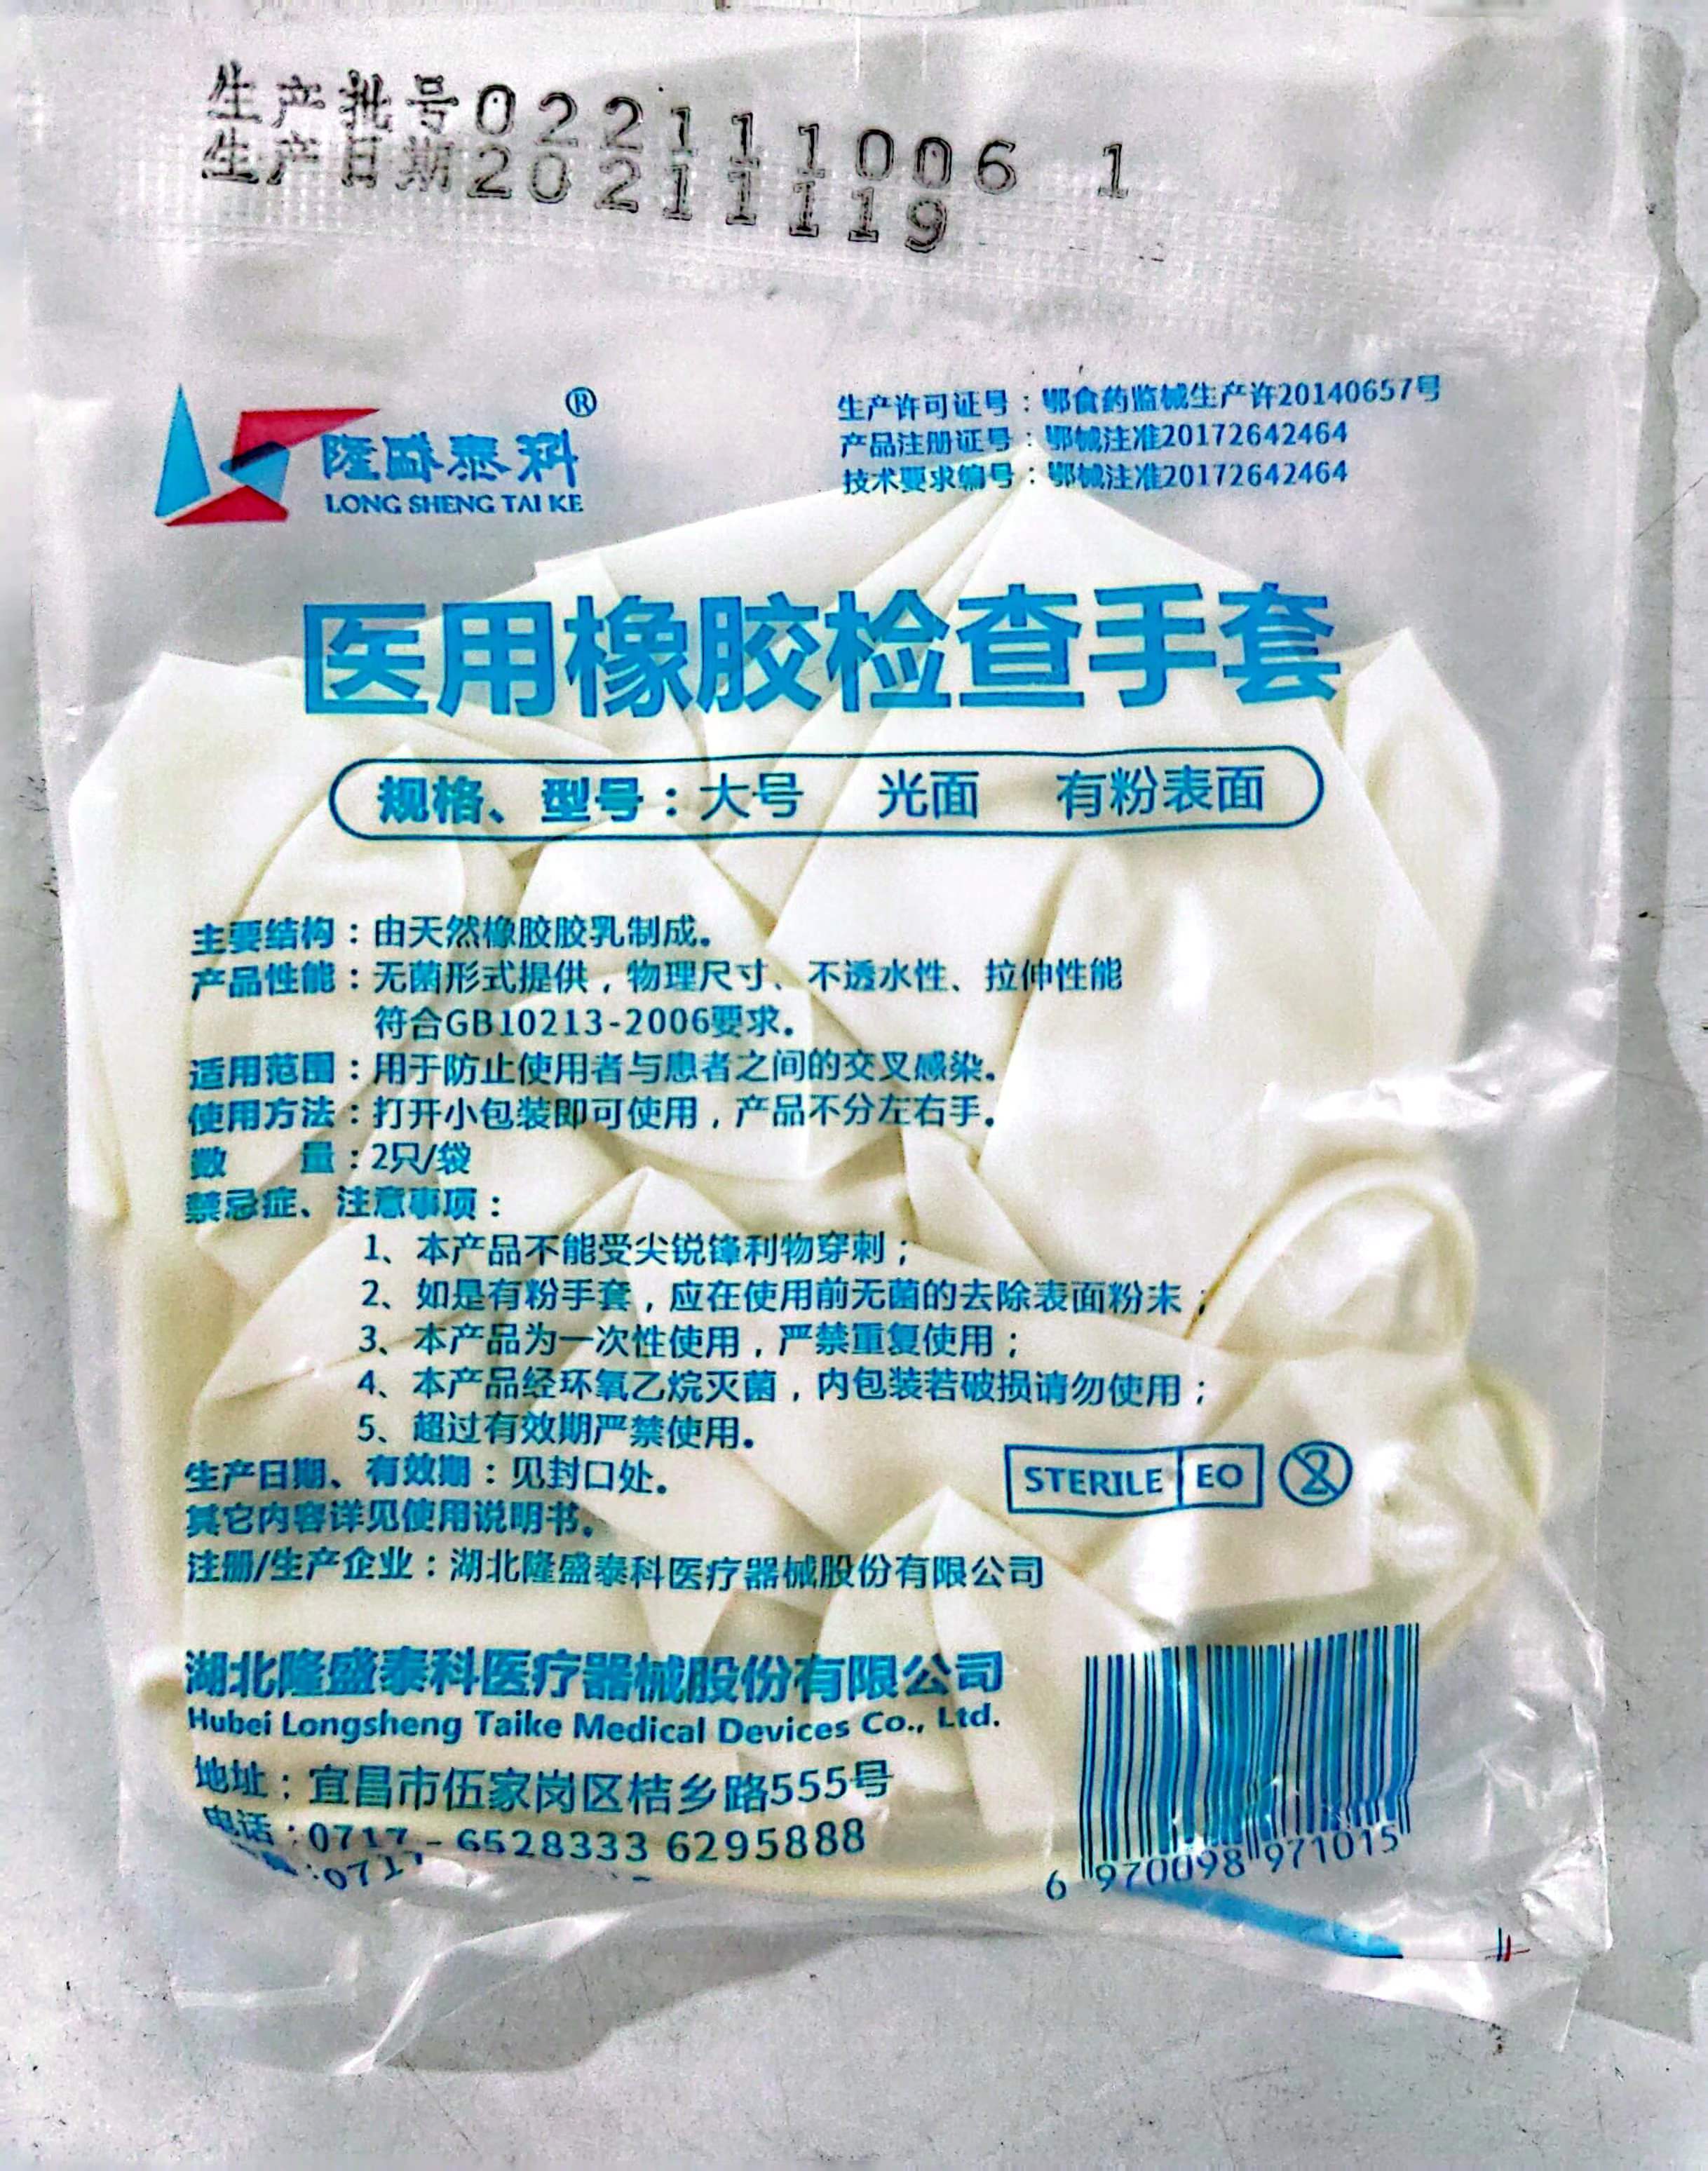 生产批号022111006 1
生产日期20211119
隆盛泰科®
LONG SHENG TAI KE
生产许可证号：鄂食药监械生产许20140657号
产品注册证号：鄂械注准20172642464
技术要求编号：鄂械注准20172642464
医用橡胶检查手套
规格、型号：大号 光面 有粉表面
主要结构：由天然橡胶胶乳制成。
产品性能：无菌形式提供，物理尺寸、不透水性、拉伸性能
符合GB10213-2006要求。
适用范围：用于防止使用者与患者之间的交叉感染。
使用方法：打开小包装即可使用，产品不分左右手。
数 量：2只/袋
禁忌症、注意事项：
1、本产品不能受尖锐锋利物穿刺；
2、如是有粉手套，应在使用前无菌的去除表面粉末；
3、本产品为一次性使用，严禁重复使用；
4、本产品经环氧乙烷灭菌，内包装若破损请勿使用；
5、超过有效期严禁使用。
生产日期、有效期：见封口处。
其它内容详见使用说明书。
STERILE EO 2
注册/生产企业：湖北隆盛泰科医疗器械股份有限公司
湖北隆盛泰科医疗器械股份有限公司
Hubei Longsheng Taike Medical Devices Co., Ltd.
地址：宜昌市伍家岗区桔乡路555号
电话：0717-6528333 6295888
6 970098 971015